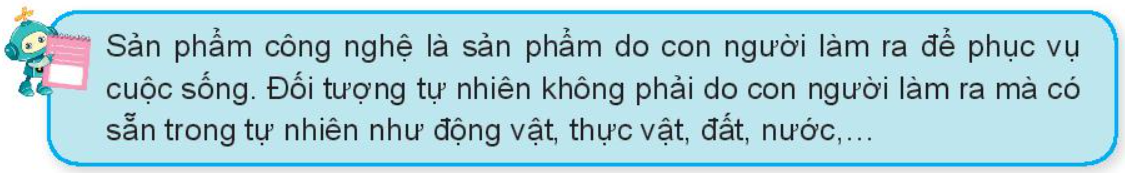 Sản phẩm công nghệ là sản phẩm do con người làm ra để phục vụ
cuộc sống. Đối tượng tự nhiên không phải do con người làm ra mà có
sẵn trong tự nhiên như động vật, thực vật, đất, nước,…